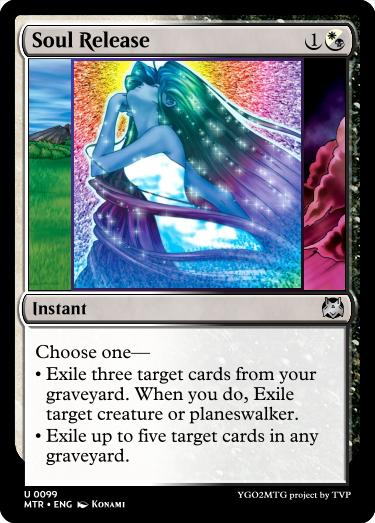 Soul Release 1
Instant
Choose one—
• Exile three target cards from your
graveyard. When you do, Exile
target creature or planeswalker.
• Exile up to five target cards in any
graveyard.
U 0099
MTR • ENG Konami
YGO2MTG project by TVP